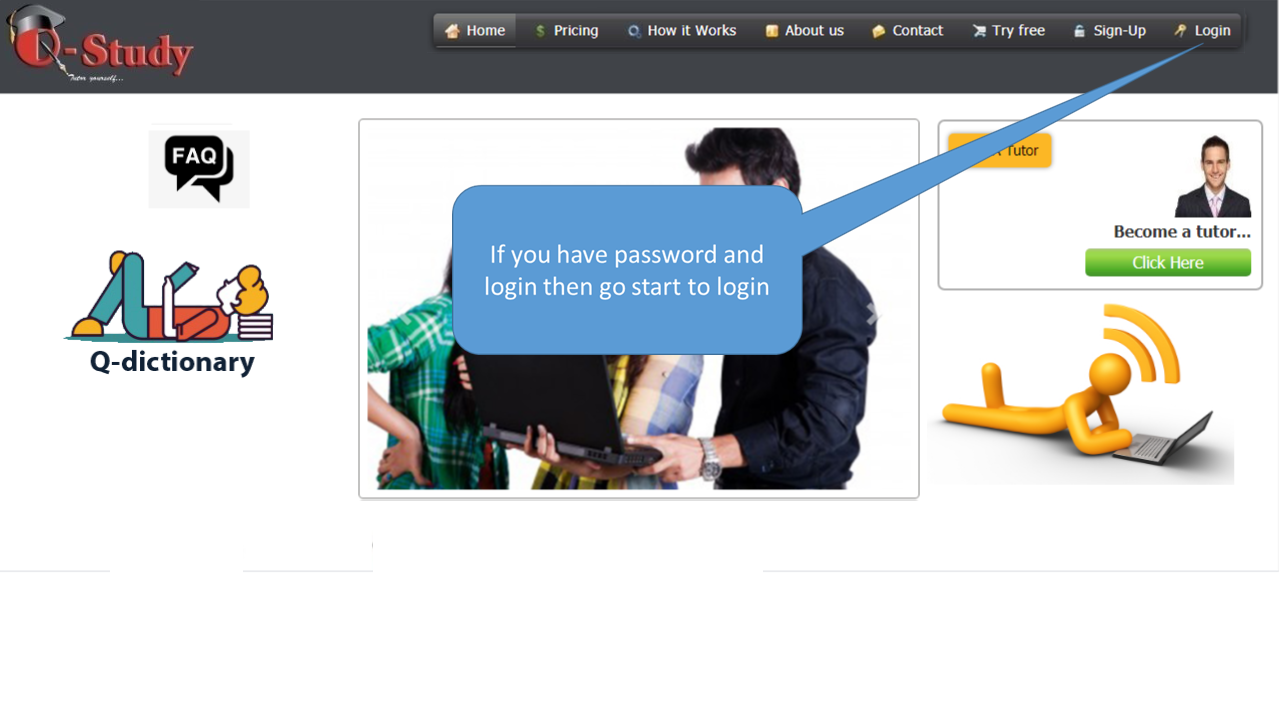 Q-Study
Tutor yourself...
Home Pricing How it Works About us Contact Try free Sign-Up Login
FAQ
Tutor
If you have password and
login then go start to login
Become a tutor...
Click Here
Q-dictionary